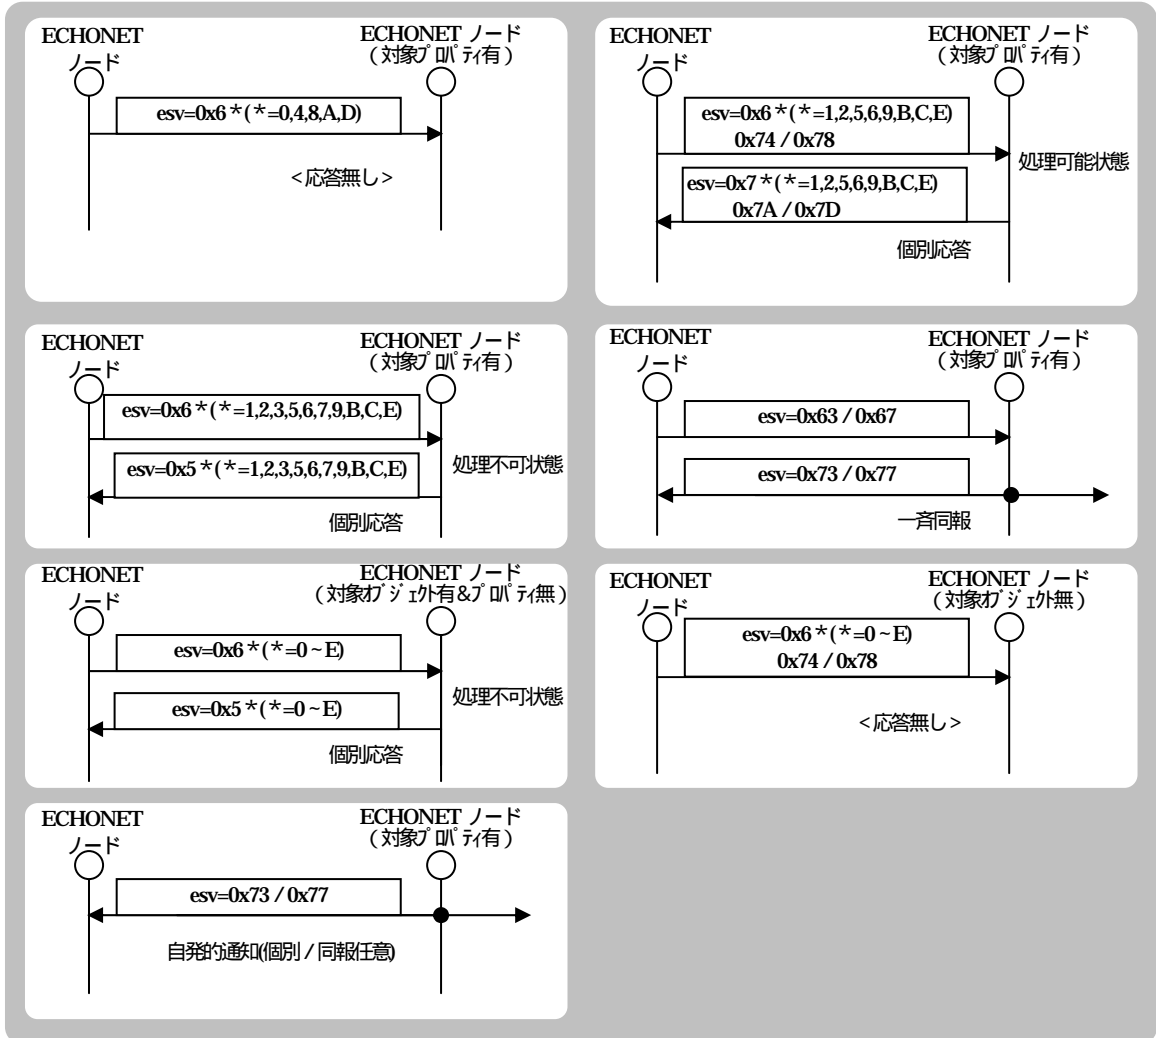 ECHONET
ノード
ECHONET ノード
(対象プロパティ有)
esv=0x6*(*=0,4,8,A,D)
<応答無し>
ECHONET
ノード
ECHONET ノード
(対象プロパティ有)
esv=0x6*(*=1,2,5,6,9,B,C,E)
0x74/0x78
処理可能状態
esv=0x7*(*=1,2,5,6,9,B,C,E)
0x7A/0x7D
個別応答
ECHONET
ノード
ECHONET ノード
(対象プロパティ有)
esv=0x6*(*=1,2,3,5,6,7,9,B,C,E)
処理不可状態
esv=0x5*(*=1,2,3,5,6,7,9,B,C,E)
個別応答
ECHONET
ノード
ECHONET ノード
(対象プロパティ有)
esv=0x63/0x67
esv=0x73/0x77
一斉同報
ECHONET
ノード
ECHONET ノード
(対象オブジェクト有&プロパティ無)
esv=0x6*(*=0~E)
処理不可状態
esv=0x5*(*=0~E)
個別応答
ECHONET
ノード
ECHONET ノード
(対象オブジェクト無)
esv=0x6*(*=0~E)
0x74/0x78
<応答無し>
ECHONET
ノード
ECHONET ノード
(対象プロパティ有)
esv=0x73/0x77
自発的通知(個別/同報任意)